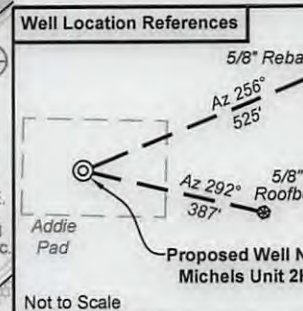 Well Location References
5/8" Reba
Az 256°
525'
5/8"
Roofb
Az 292°
387'
Addie
Pad
Proposed Well N
Michels Unit 2H
Not to Scale